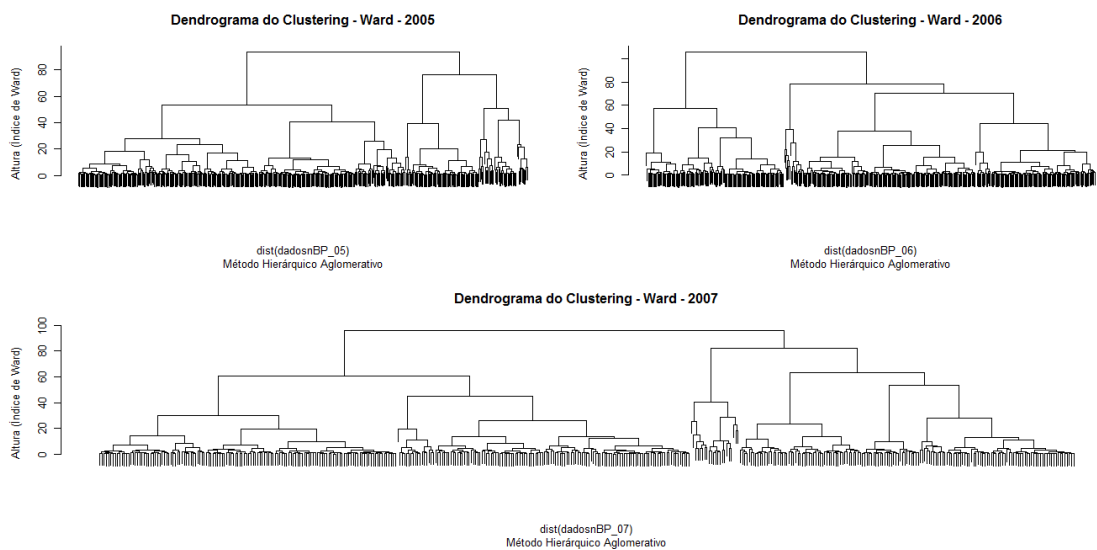 Dendrograma do Clustering - Ward - 2005
Altura (Índice de Ward)
0
20
40
60
80
dist(dadosnBP_05)
Método Hierárquico Aglomerativo
Dendrograma do Clustering - Ward - 2006
Altura (Índice de Ward)
0
20
40
60
80
dist(dadosnBP_06)
Método Hierárquico Aglomerativo
Dendrograma do Clustering - Ward - 2007
Altura (Índice de Ward)
0
20
40
60
80
100
dist(dadosnBP_07)
Método Hierárquico Aglomerativo